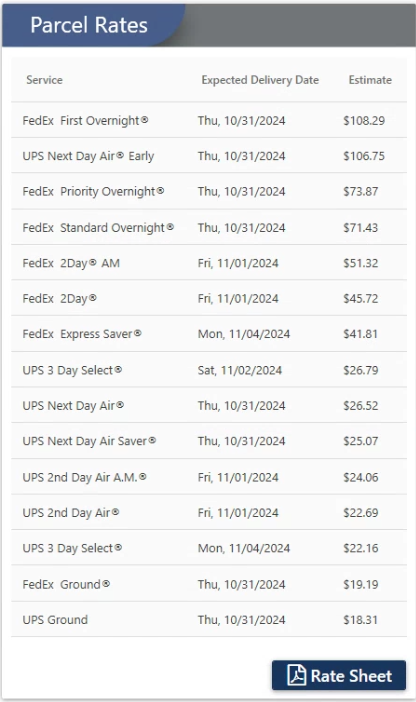 Parcel Rates
Service Expected Delivery Date Estimate
FedEx First Overnight® Thu, 10/31/2024 $108.29
UPS Next Day Air® Early Thu, 10/31/2024 $106.75
FedEx Priority Overnight® Thu, 10/31/2024 $73.87
FedEx Standard Overnight® Thu, 10/31/2024 $71.43
FedEx 2Day® AM Fri, 11/01/2024 $51.32
FedEx 2Day® Fri, 11/01/2024 $45.72
FedEx Express Saver® Mon, 11/04/2024 $41.81
UPS 3 Day Select® Sat, 11/02/2024 $26.79
UPS Next Day Air® Thu, 10/31/2024 $26.52
UPS Next Day Air Saver® Thu, 10/31/2024 $25.07
UPS 2nd Day Air A.M.® Fri, 11/01/2024 $24.06
UPS 2nd Day Air® Fri, 11/01/2024 $22.69
UPS 3 Day Select® Mon, 11/04/2024 $22.16
FedEx Ground® Thu, 10/31/2024 $19.19
UPS Ground Thu, 10/31/2024 $18.31
Rate Sheet